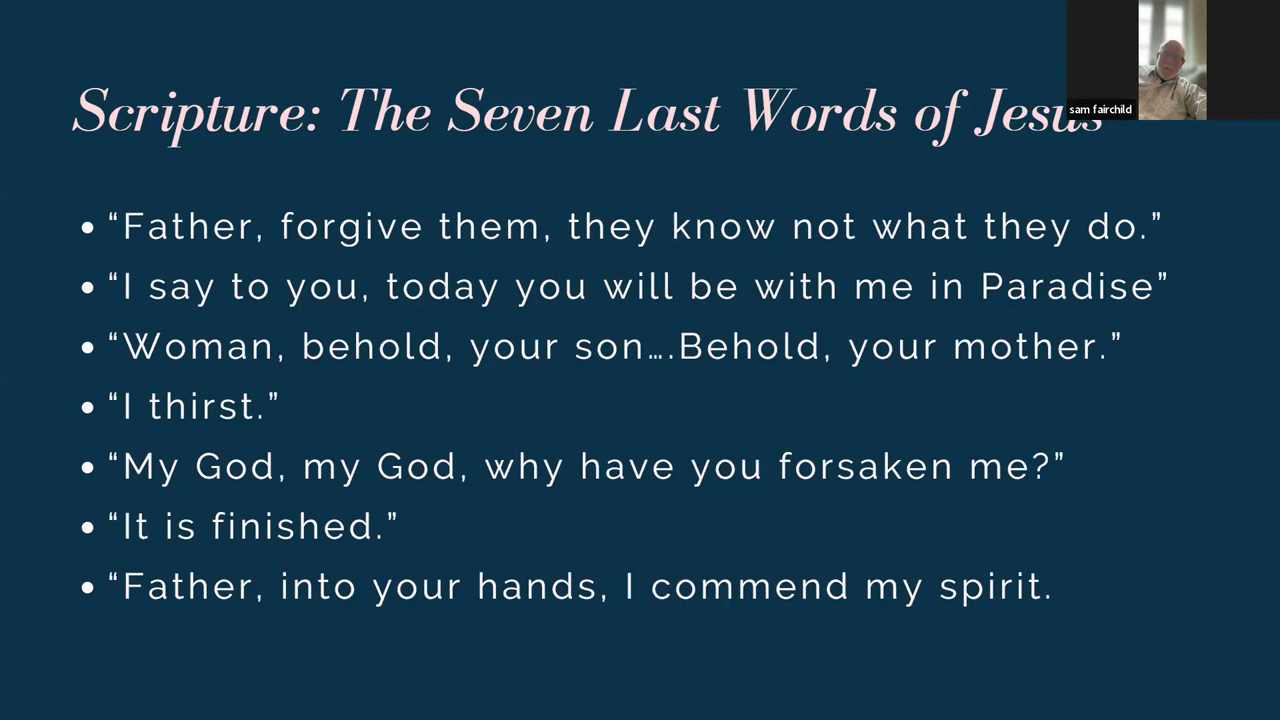 Scripture: The Seven Last Words of Jesus
sam fairchild
• “Father, forgive them, they know not what they do.”
• “I say to you, today you will be with me in Paradise”
• “Woman, behold, your son….Behold, your mother.”
• “I thirst.”
• “My God, my God, why have you forsaken me?”
• “It is finished.”
• “Father, into your hands, I commend my spirit.